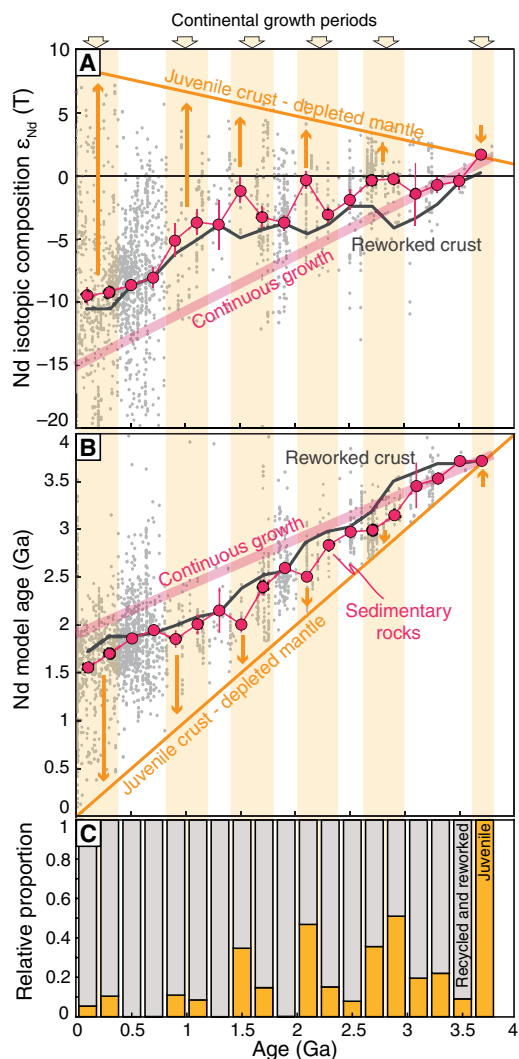 Continental growth periods
A
Nd isotopic composition εNd (T)
10
5
0
−5
−10
−15
−20
Juvenile crust - depleted mantle
Reworked crust
Continuous growth
B
Nd model age (Ga)
4
3.5
3
2.5
2
1.5
1
0.5
0
Reworked crust
Continuous growth
Sedimentary
rocks
Juvenile crust - depleted mantle
C
Relative proportion
1
0.8
0.6
0.4
0.2
0
Recycled and reworked
Juvenile
0 0.5 1 1.5 2 2.5 3 3.5 4
Age (Ga)